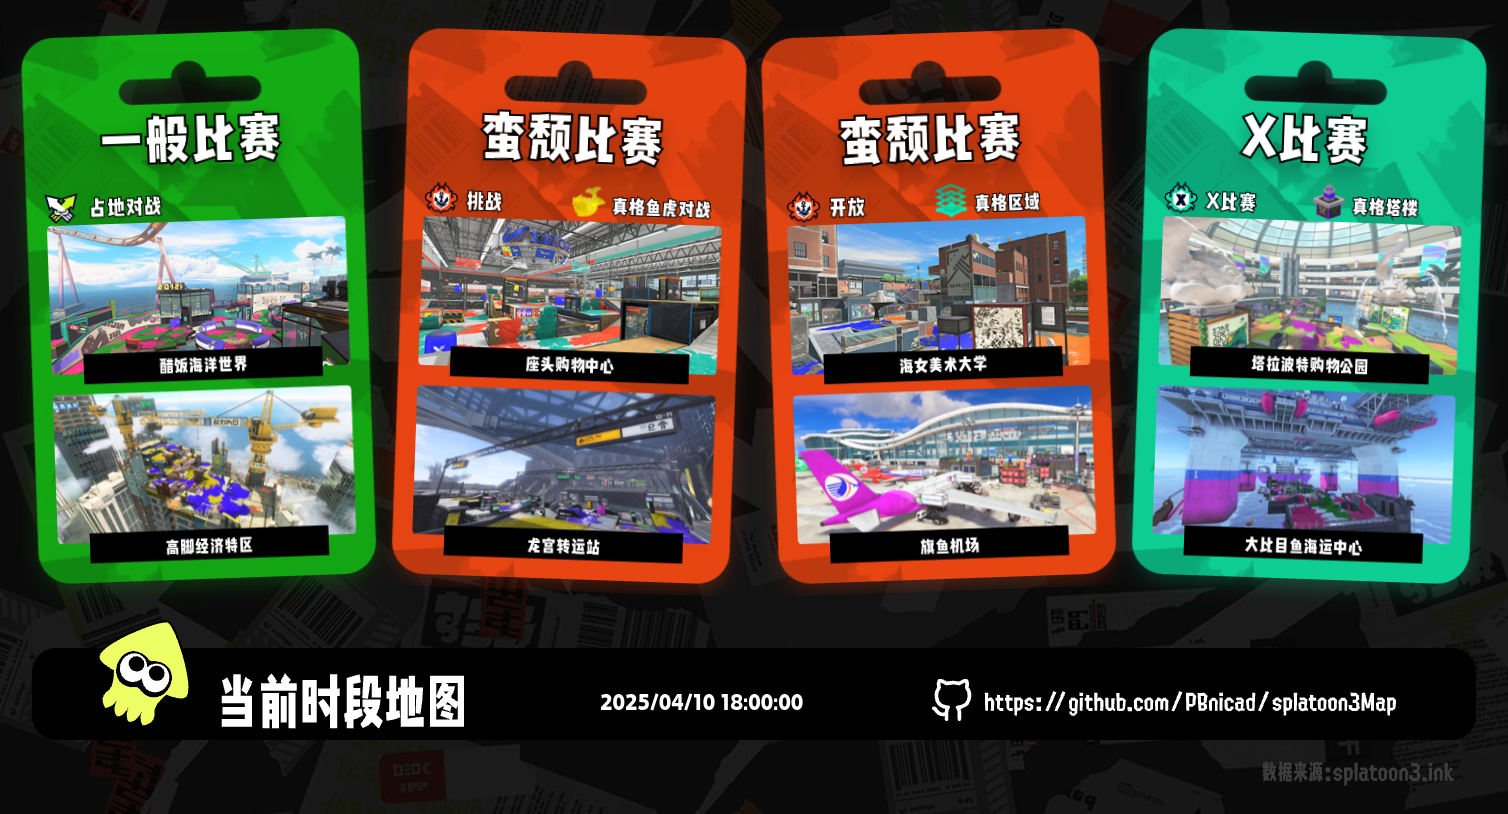 一般比赛
占地对战
醋饭海洋世界
高脚经济特区
蛮颓比赛
挑战
真格鱼虎对战
座头购物中心
龙宫转运站
蛮颓比赛
开放
真格区域
海女美术大学
旗鱼机场
X比赛
X比赛
真格塔楼
塔拉波特购物公园
大比目鱼海运中心
当前时段地图
2025/04/10 18:00:00
https://github.com/PBnicad/splatoon3Map
数据来源:splatoon3.ink